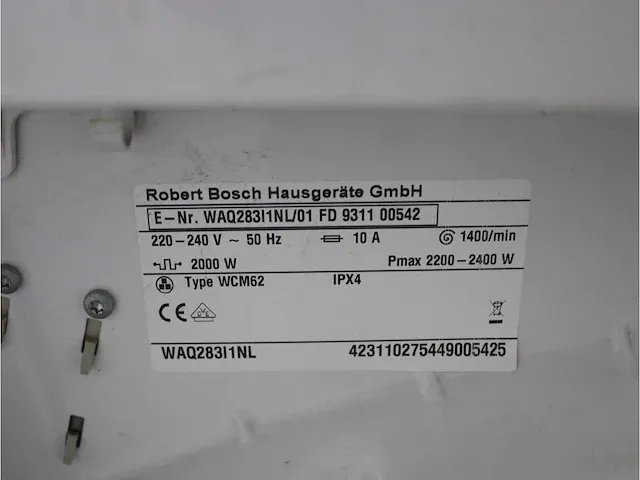 Robert Bosch Hausgeräte GmbH
E-Nr. WAQ283I1NL/01 FD 9311 00542
220-240 V ~ 50 Hz 10 A 1400/min
2000 W Pmax 2200-2400 W
Type WCM62 IPX4
CE
WAQ283I1NL 423110275449005425